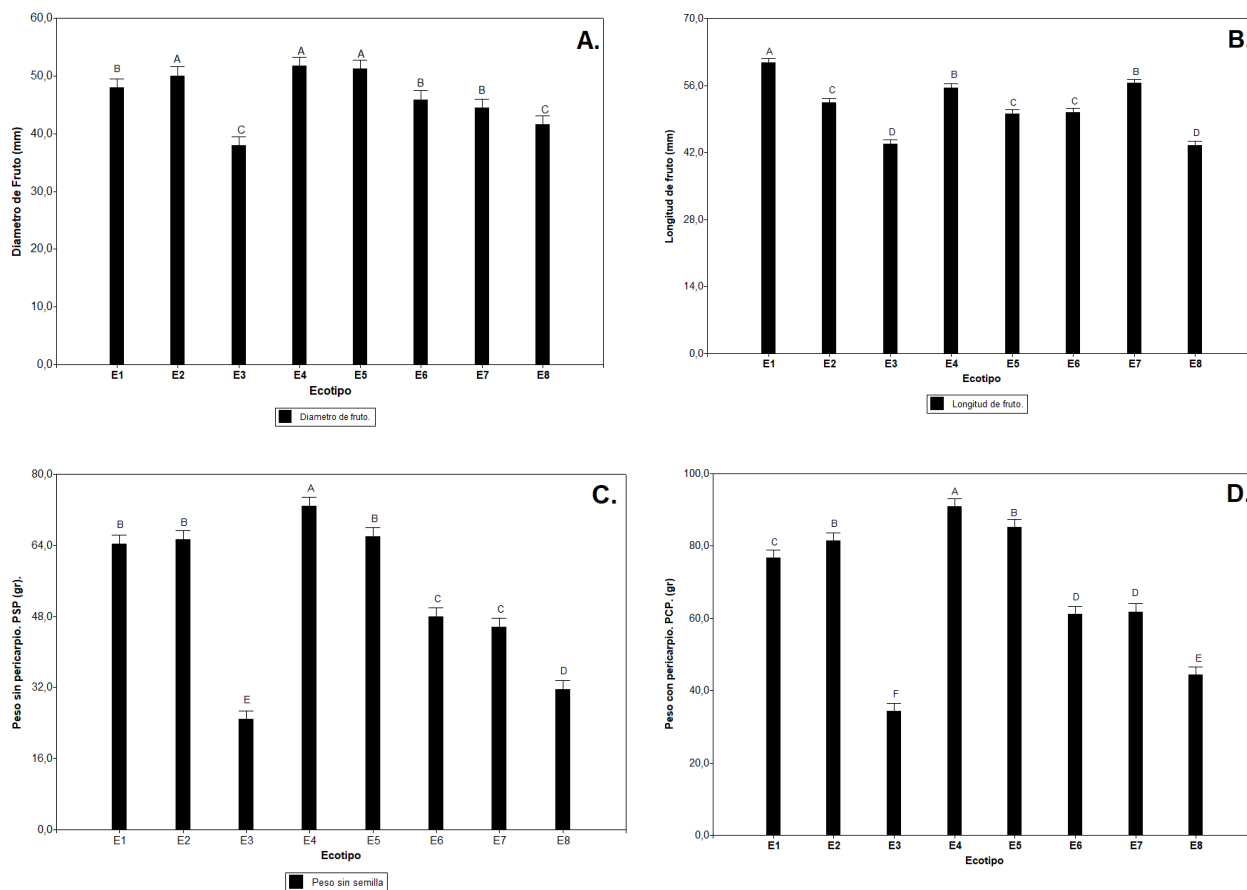 A.
Diametro de Fruto (mm)
60,0
50,0
40,0
30,0
20,0
10,0
0,0
B A C A A B B C
E1 E2 E3 E4 E5 E6 E7 E8
Ecotipo
Diametro de fruto.
B.
Longitud de fruto (mm)
70,0
56,0
42,0
28,0
14,0
0,0
A C D B C C B D
E1 E2 E3 E4 E5 E6 E7 E8
Ecotipo
Longitud de fruto.
C.
Peso sin pericarpio. PSP (gr).
80,0
64,0
48,0
32,0
16,0
0,0
B B E A B C C D
E1 E2 E3 E4 E5 E6 E7 E8
Ecotipo
Peso sin semilla
D.
Peso con pericarpio. PCP. (gr)
100,0
80,0
60,0
40,0
20,0
0,0
C B F A B D D E
E1 E2 E3 E4 E5 E6 E7 E8
Ecotipo